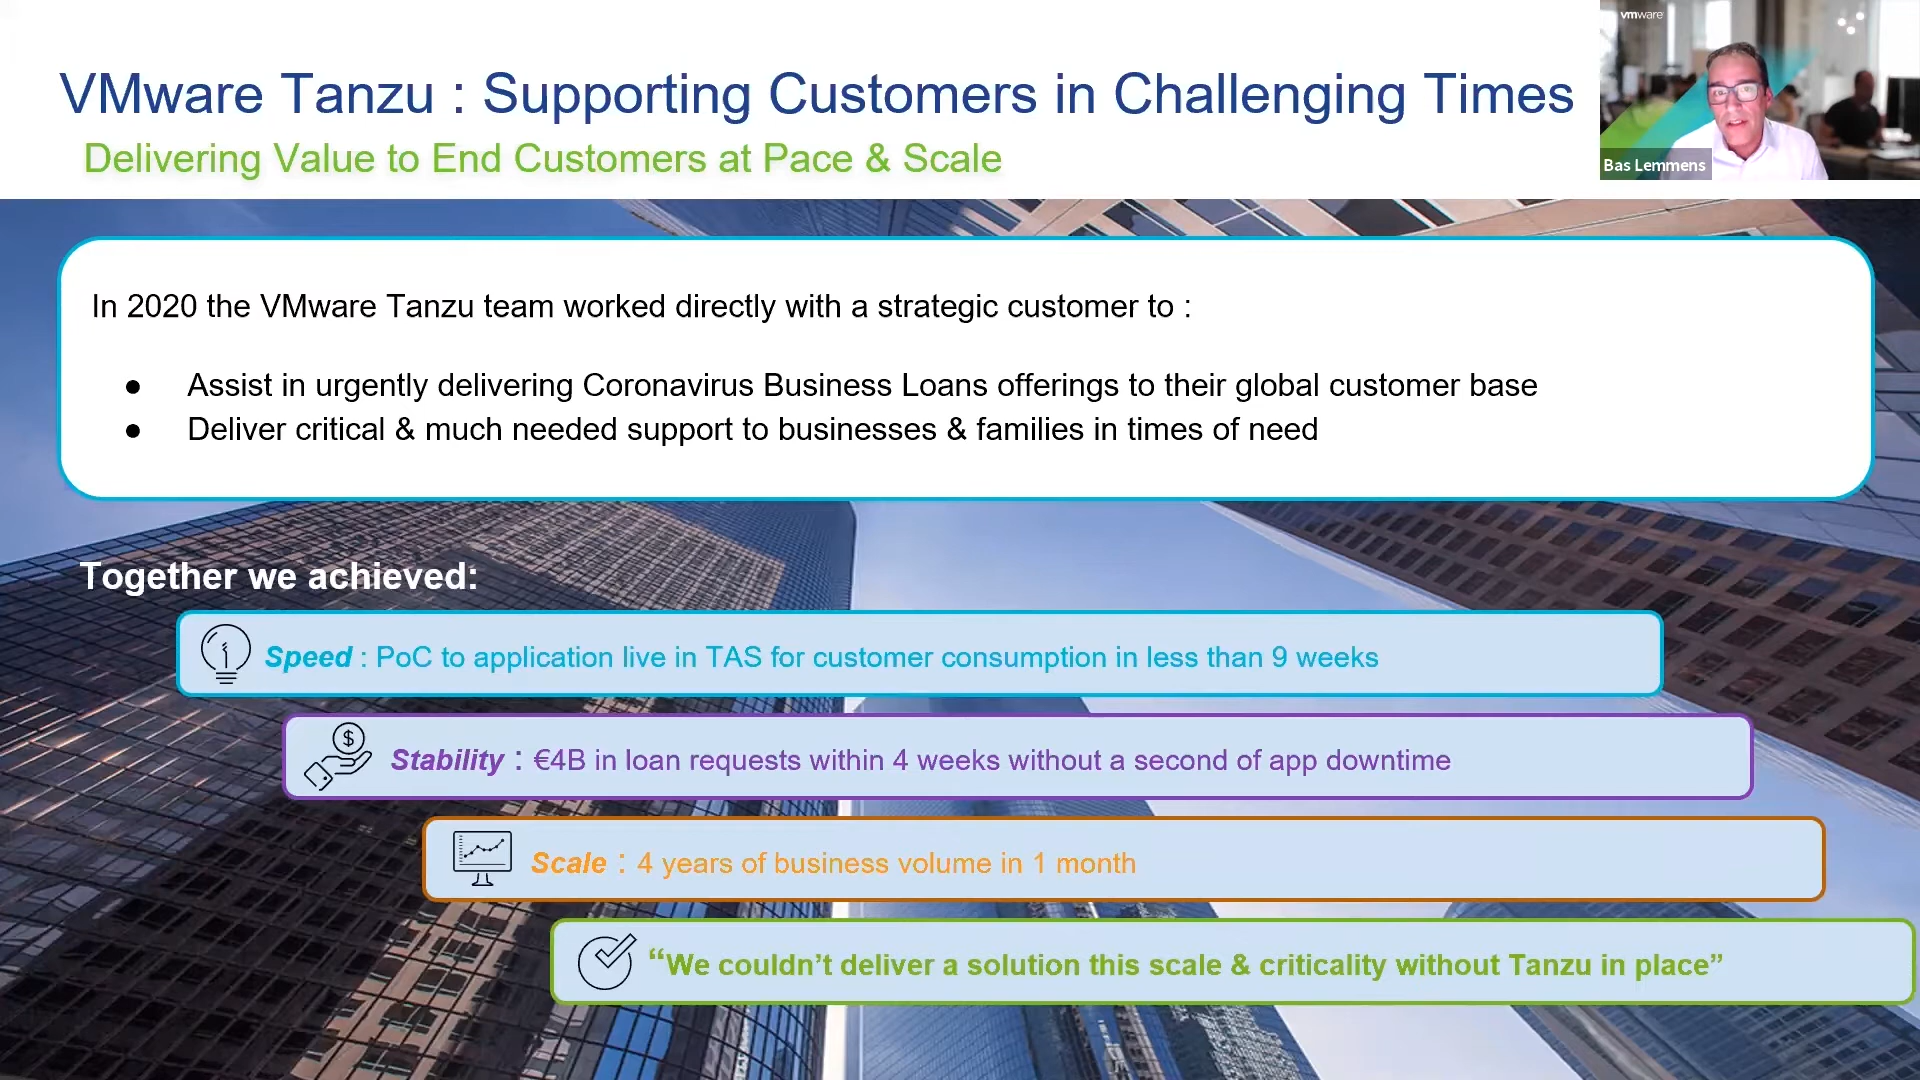 vmware
VMware Tanzu : Supporting Customers in Challenging Times
Delivering Value to End Customers at Pace & Scale
Bas Lemmens
In 2020 the VMware Tanzu team worked directly with a strategic customer to :
● Assist in urgently delivering Coronavirus Business Loans offerings to their global customer base
● Deliver critical & much needed support to businesses & families in times of need
Together we achieved:
Speed : PoC to application live in TAS for customer consumption in less than 9 weeks
$
Stability : €4B in loan requests within 4 weeks without a second of app downtime
Scale : 4 years of business volume in 1 month
“We couldn’t deliver a solution this scale & criticality without Tanzu in place”